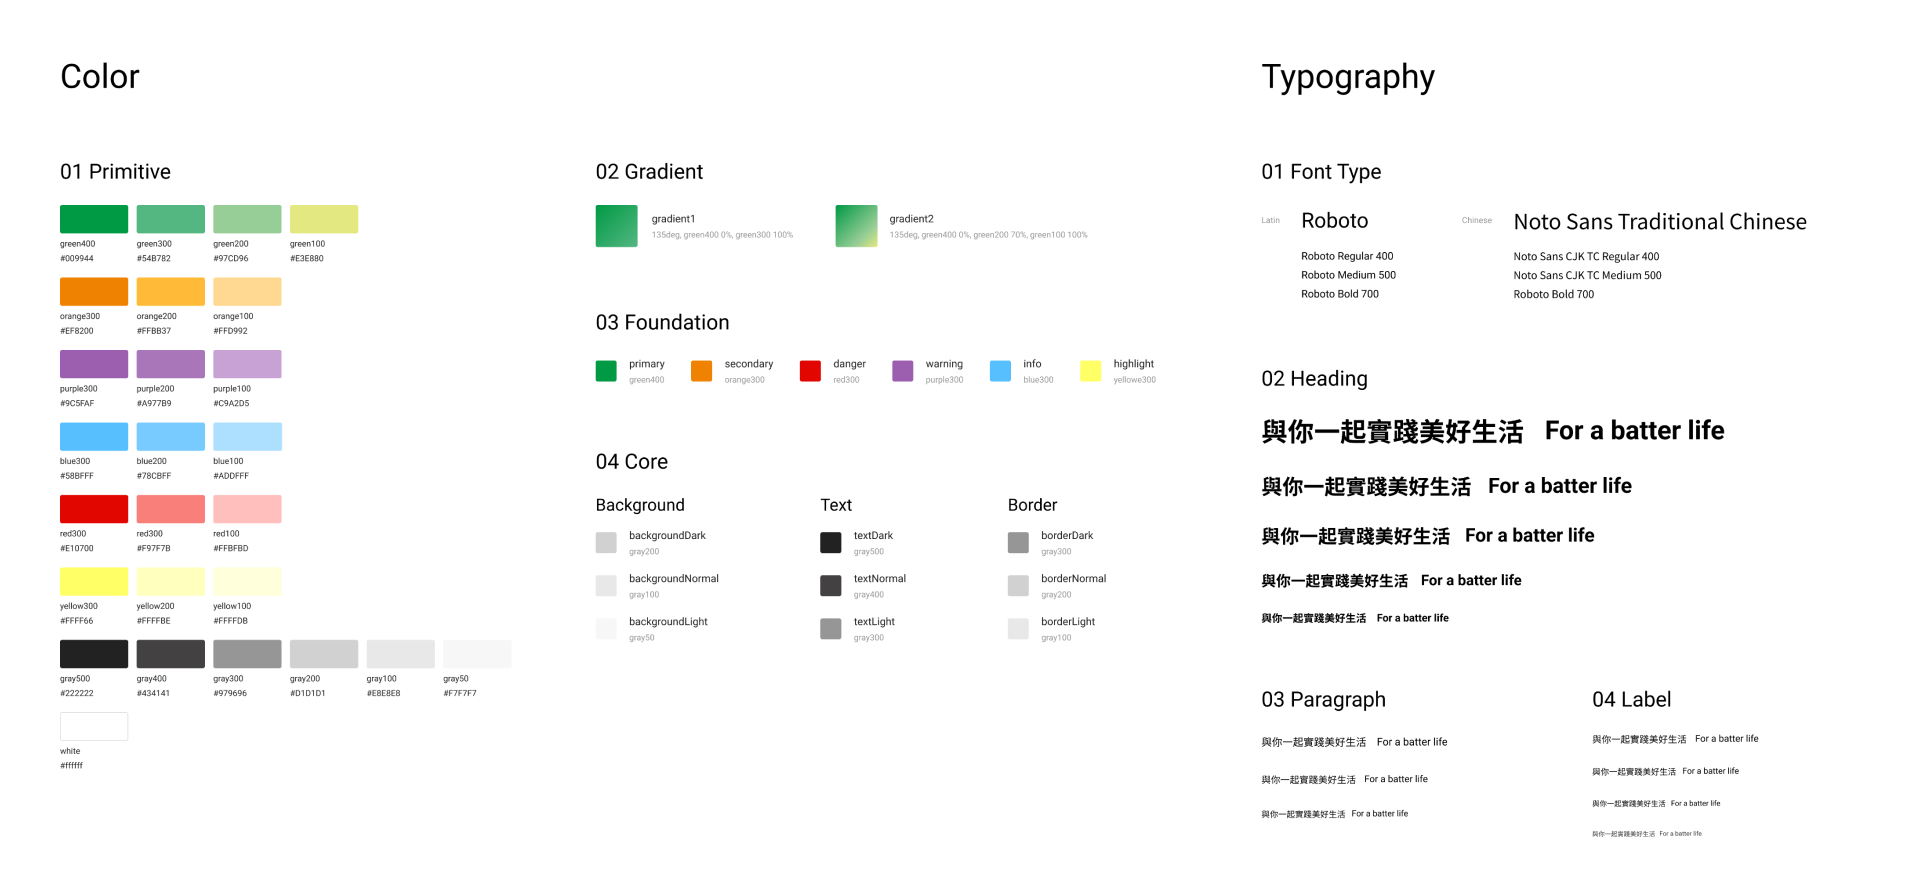 Color
01 Primitive
green400 green300 green200 green100
#009944 #54B782 #97CD96 #E3E880
orange300 orange200 orange100
#EF8200 #FFBB37 #FFD992
purple300 purple200 purple100
#9C5FAF #A977B9 #C9A2D5
blue300 blue200 blue100
#58BFFF #78CBFF #ADDFFF
red300 red300 red100
#E10700 #F97F7B #FFBFBD
yellow300 yellow200 yellow100
#FFFF66 #FFFFBE #FFFFDB
gray500 gray400 gray300 gray200 gray100 gray50
#222222 #434141 #979696 #D1D1D1 #E8E8E8 #F7F7F7
white
#ffffff
02 Gradient
gradient1
135deg, green400 0%, green300 100%
gradient2
135deg, green400 0%, green200 70%, green100 100%
03 Foundation
primary secondary danger warning info highlight
green400 orange300 red300 purple300 blue300 yellowe300
04 Core
Background
backgroundDark
gray200
backgroundNormal
gray100
backgroundLight
gray50
Text
textDark
gray500
textNormal
gray400
textLight
gray300
Border
borderDark
gray300
borderNormal
gray200
borderLight
gray100
Typography
01 Font Type
Latin Roboto
Roboto Regular 400
Roboto Medium 500
Roboto Bold 700
Chinese Noto Sans Traditional Chinese
Noto Sans CJK TC Regular 400
Noto Sans CJK TC Medium 500
Roboto Bold 700
02 Heading
與你一起實踐美好生活 For a batter life
與你一起實踐美好生活 For a batter life
與你一起實踐美好生活 For a batter life
與你一起實踐美好生活 For a batter life
與你一起實踐美好生活 For a batter life
03 Paragraph
與你一起實踐美好生活 For a batter life
與你一起實踐美好生活 For a batter life
與你一起實踐美好生活 For a batter life
04 Label
與你一起實踐美好生活 For a batter life
與你一起實踐美好生活 For a batter life
與你一起實踐美好生活 For a batter life
與你一起實踐美好生活 For a batter life